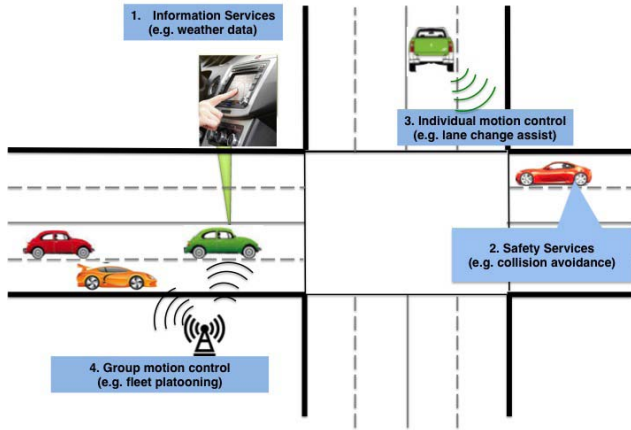 1. Information Services
(e.g. weather data)
3. Individual motion control
(e.g. lane change assist)
2. Safety Services
(e.g. collision avoidance)
4. Group motion control
(e.g. fleet platooning)